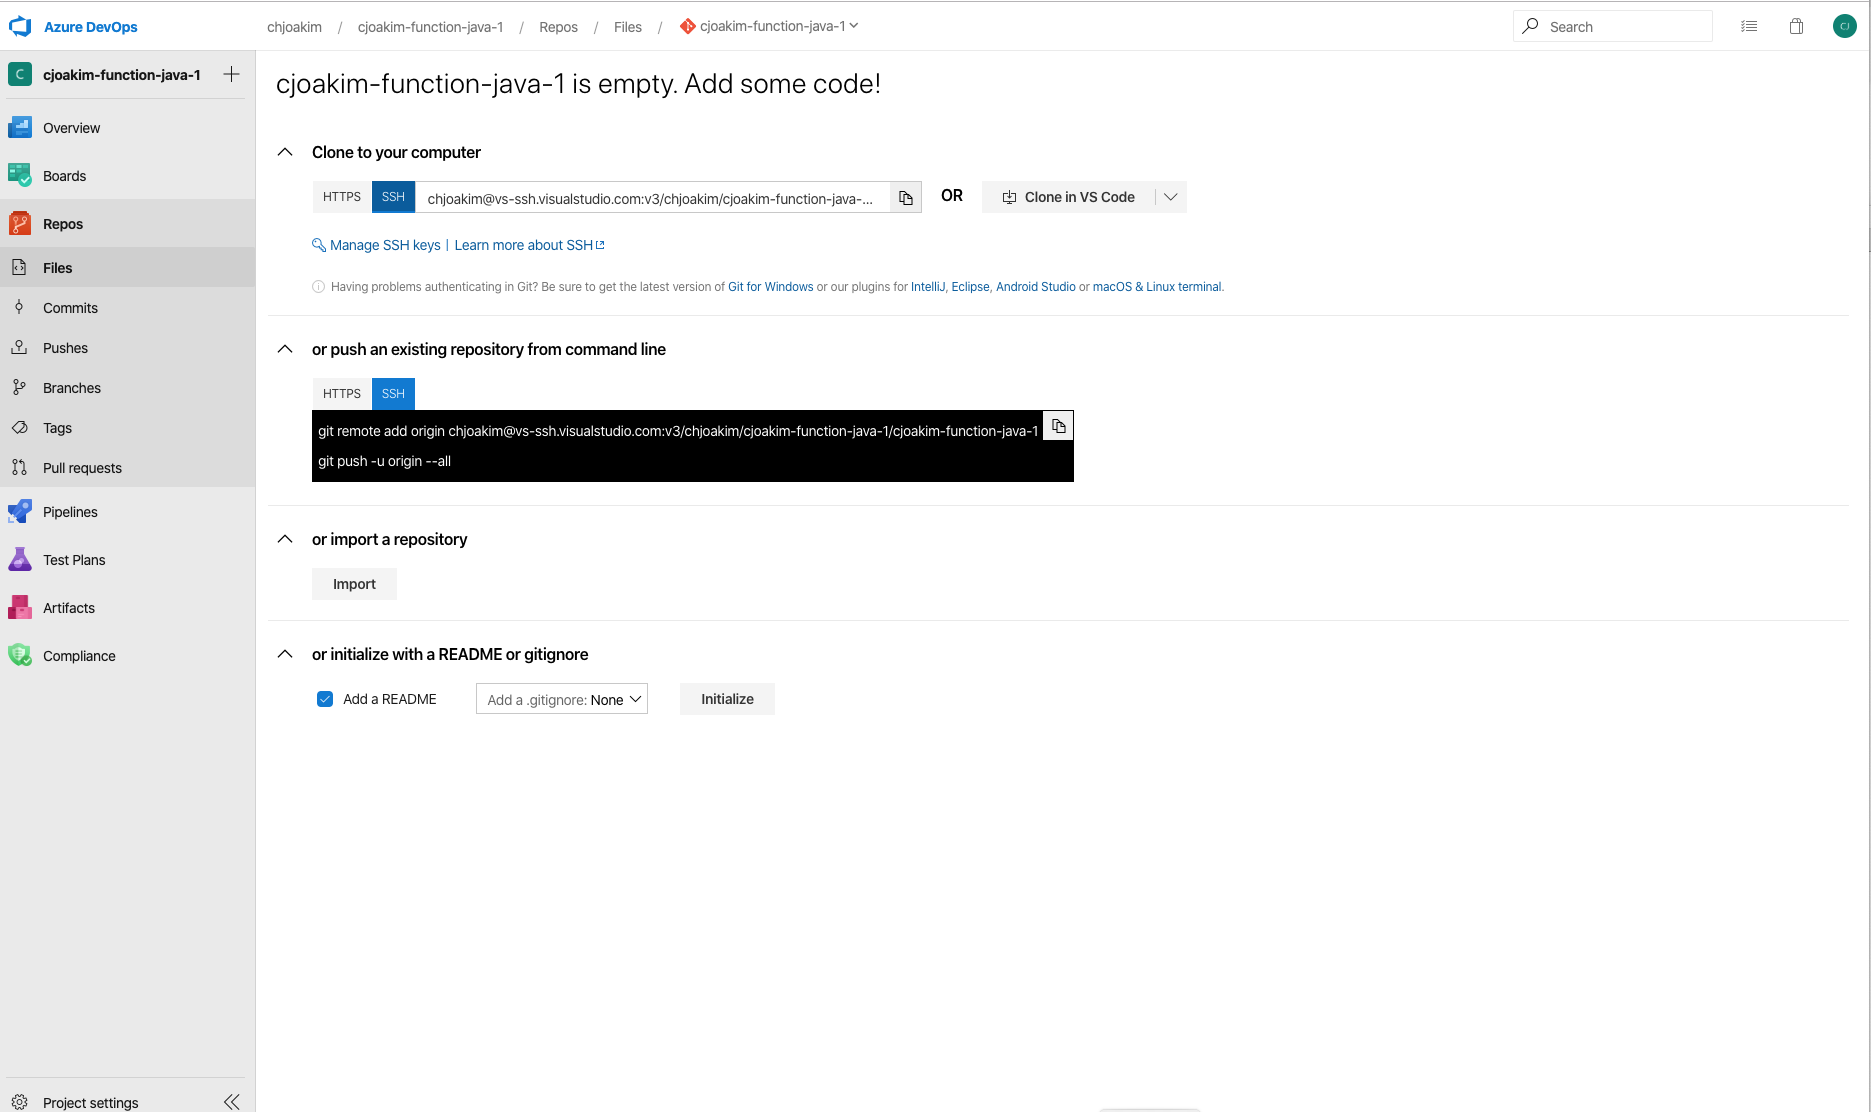 Azure DevOps
chjoakim / cjoakim-function-java-1 / Repos / Files / cjoakim-function-java-1
Search
CJ
C cjoakim-function-java-1
Overview
Boards
Repos
Files
Commits
Pushes
Branches
Tags
Pull requests
Pipelines
Test Plans
Artifacts
Compliance
Project settings
cjoakim-function-java-1 is empty. Add some code!
Clone to your computer
HTTPS SSH chjoakim@vs-ssh.visualstudio.com:v3/chjoakim/cjoakim-function-java-... OR Clone in VS Code
Manage SSH keys | Learn more about SSH
Having problems authenticating in Git? Be sure to get the latest version of Git for Windows or our plugins for IntelliJ, Eclipse, Android Studio or macOS & Linux terminal.
or push an existing repository from command line
HTTPS SSH
git remote add origin chjoakim@vs-ssh.visualstudio.com:v3/chjoakim/cjoakim-function-java-1/cjoakim-function-java-1
git push -u origin --all
or import a repository
Import
or initialize with a README or gitignore
Add a README Add a .gitignore: None Initialize